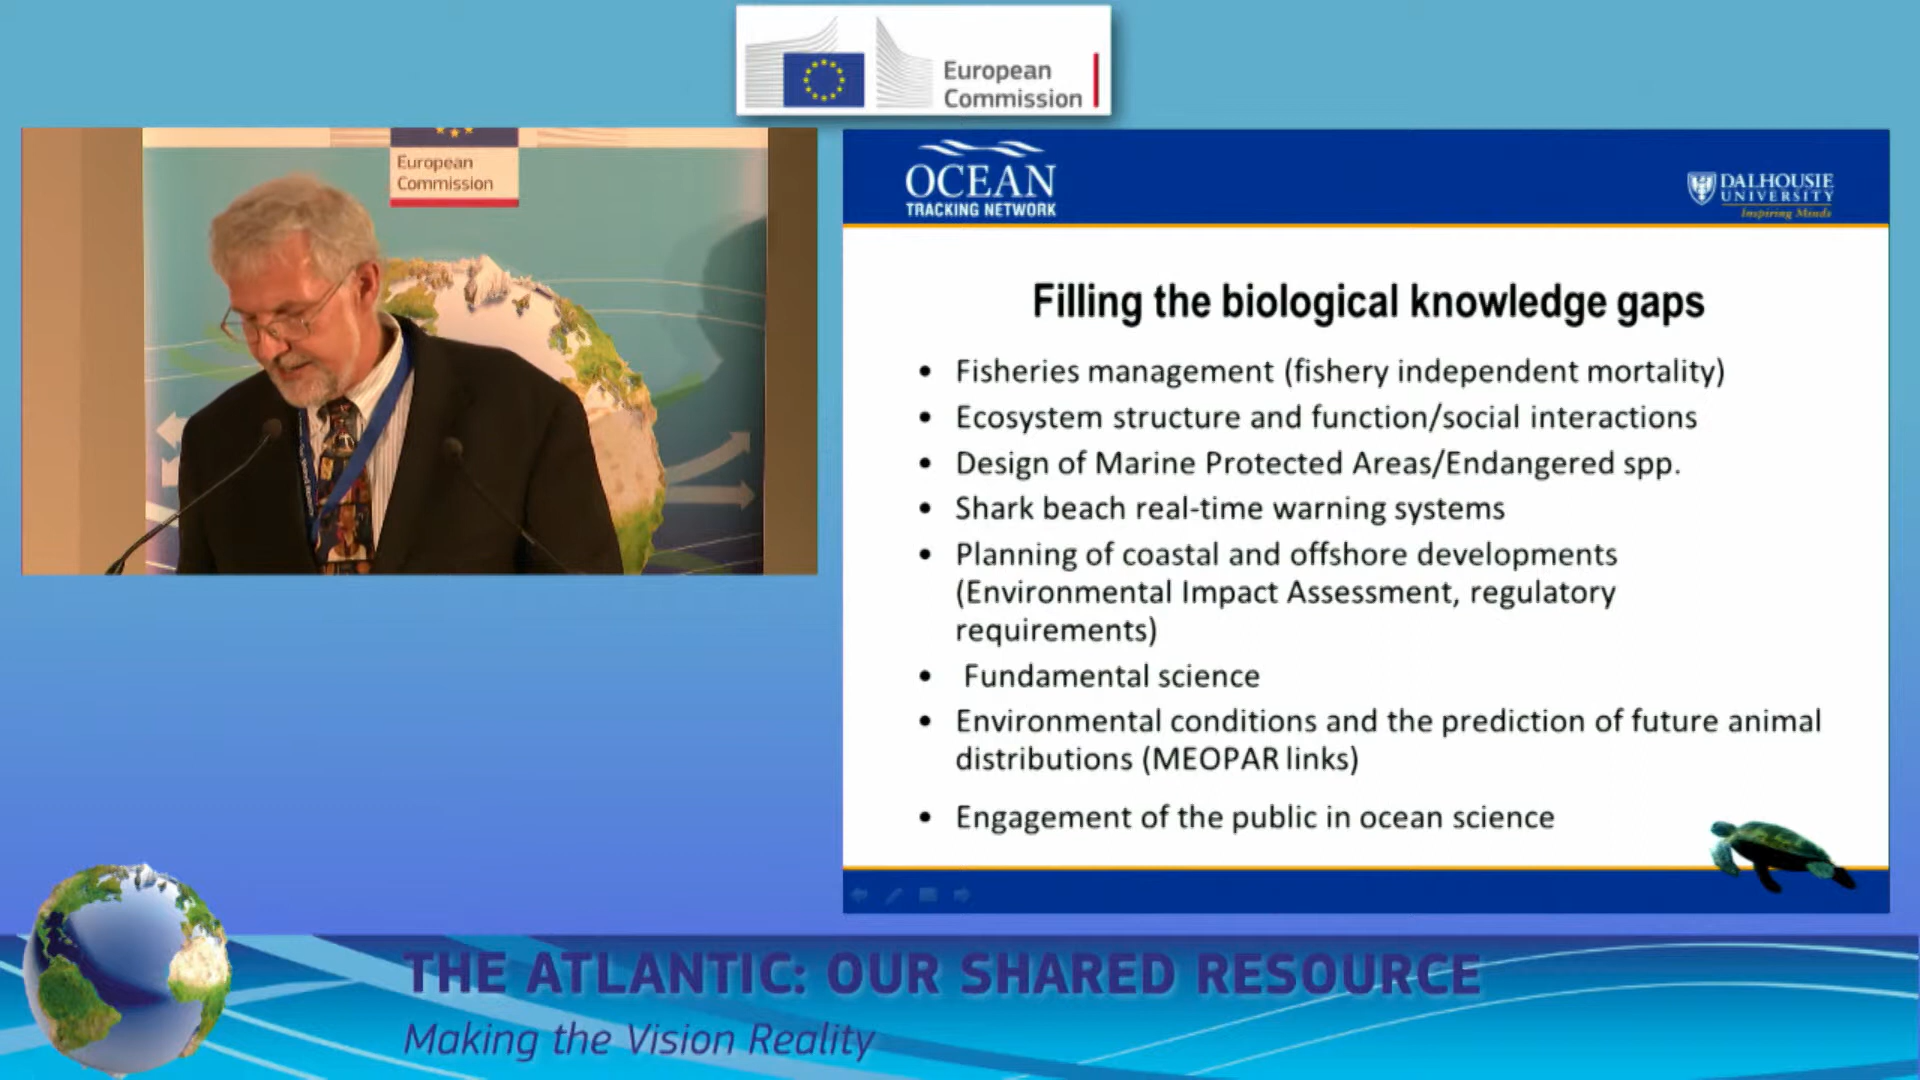 European
Commission
European
Commission
OCEAN
TRACKING NETWORK
DALHOUSIE
UNIVERSITY
Inspiring Minds
Filling the biological knowledge gaps
• Fisheries management (fishery independent mortality)
• Ecosystem structure and function/social interactions
• Design of Marine Protected Areas/Endangered spp.
• Shark beach real-time warning systems
• Planning of coastal and offshore developments
(Environmental Impact Assessment, regulatory
requirements)
• Fundamental science
• Environmental conditions and the prediction of future animal
distributions (MEOPAR links)
• Engagement of the public in ocean science
THE ATLANTIC: OUR SHARED RESOURCE
Making the Vision Reality